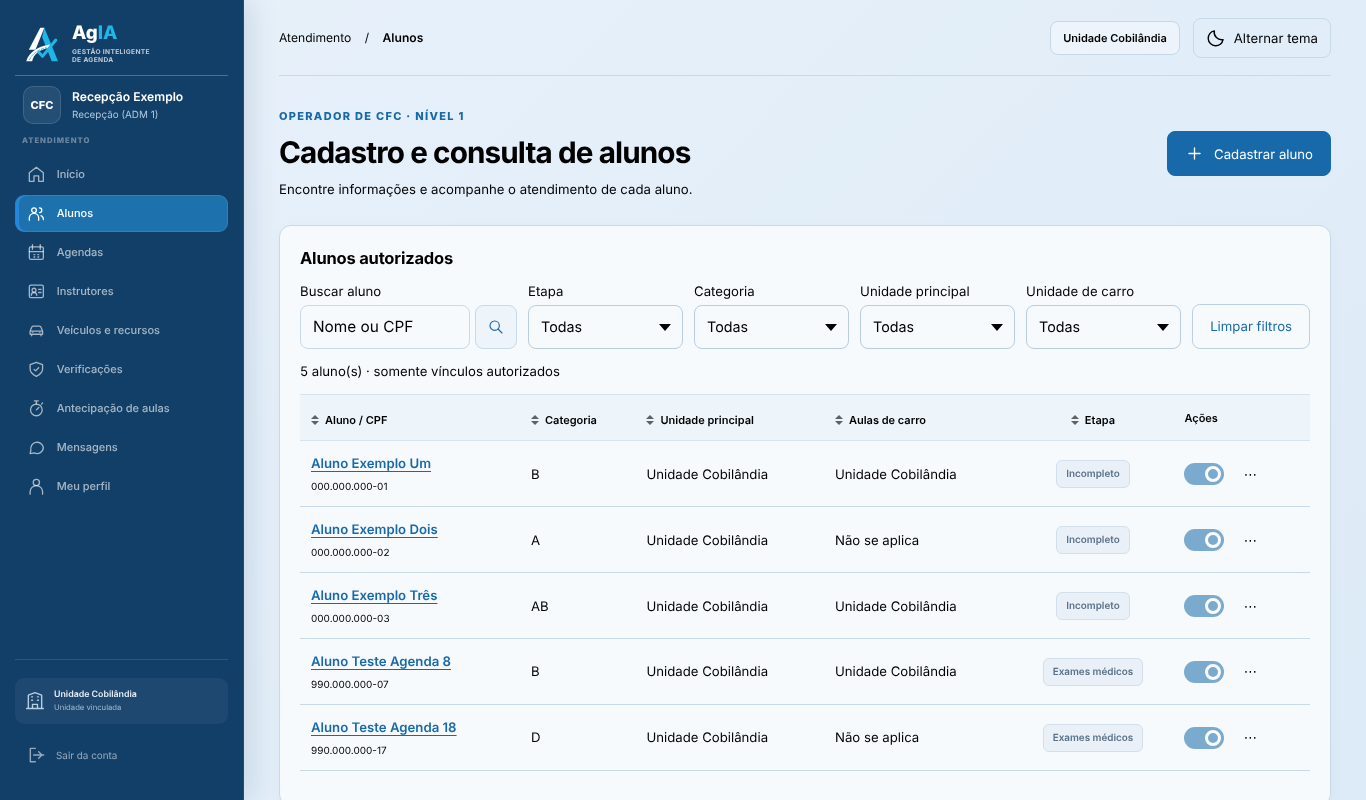 AgIA
GESTÃO INTELIGENTE
DE AGENDA
CFC
Recepção Exemplo
Recepção (ADM 1)
ATENDIMENTO
Início
Alunos
Agendas
Instrutores
Veículos e recursos
Verificações
Antecipação de aulas
Mensagens
Meu perfil
Unidade Cobilândia
Unidade vinculada
Sair da conta
Atendimento / Alunos
Unidade Cobilândia
Alternar tema
OPERADOR DE CFC · NÍVEL 1
Cadastro e consulta de alunos
Encontre informações e acompanhe o atendimento de cada aluno.
Cadastrar aluno
Alunos autorizados
Buscar aluno Etapa Categoria Unidade principal Unidade de carro
Nome ou CPF Todas Todas Todas Todas Limpar filtros
5 aluno(s) · somente vínculos autorizados
Aluno / CPF Categoria Unidade principal Aulas de carro Etapa Ações
Aluno Exemplo Um
000.000.000-01
B Unidade Cobilândia Unidade Cobilândia Incompleto ...
Aluno Exemplo Dois
000.000.000-02
A Unidade Cobilândia Não se aplica Incompleto ...
Aluno Exemplo Três
000.000.000-03
AB Unidade Cobilândia Unidade Cobilândia Incompleto ...
Aluno Teste Agenda 8
990.000.000-07
B Unidade Cobilândia Unidade Cobilândia Exames médicos ...
Aluno Teste Agenda 18
990.000.000-17
D Unidade Cobilândia Não se aplica Exames médicos ...